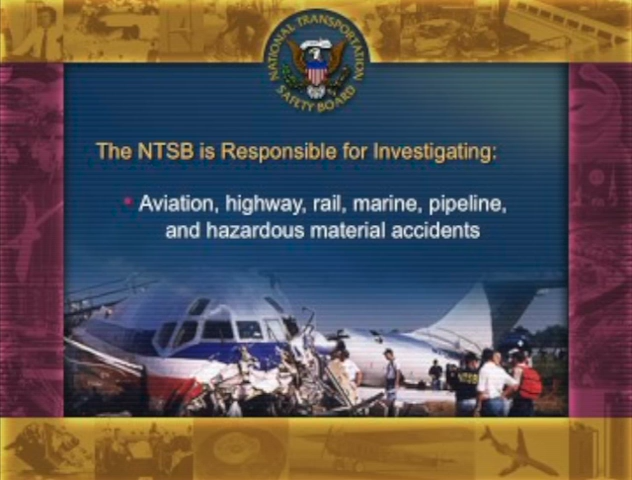 NATIONAL TRANSPORTATION
SAFETY BOARD
The NTSB is Responsible for Investigating:
Aviation, highway, rail, marine, pipeline,
and hazardous material accidents
NTSB